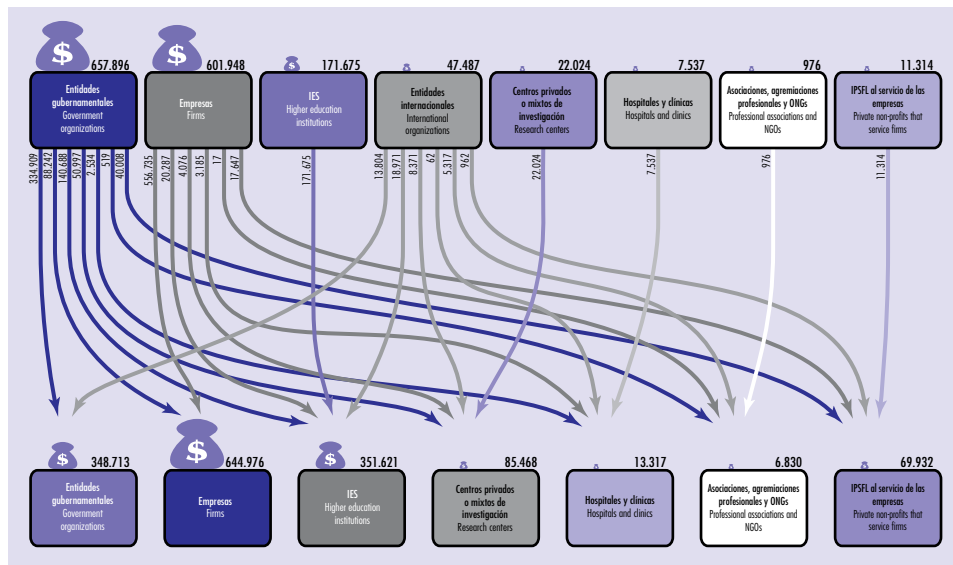 $
657.896
Entidades
gubernamentales
Government
organizations
$
601.948
Empresas
Firms
$
171.675
IES
Higher education
institutions
47.487
Entidades
internacionales
International
organizations
22.024
Centros privados
o mixtos de
investigación
Research centers
7.537
Hospitales y clínicas
Hospitals and clinics
976
Asociaciones, agremiaciones
profesionales y ONGs
Professional associations and
NGOs
11.314
IPSFL al servicio de las
empresas
Private non-profits that
service firms
334.909
88.242
140.688
50.997
2.534
519
40.008
556.735
20.287
4.076
3.185
17
17.647
171.675
13.804
18.971
8.371
62
5.317
962
22.024
7.537
976
11.314
$
348.713
Entidades
gubernamentales
Government
organizations
$
644.976
Empresas
Firms
$
351.621
IES
Higher education
institutions
85.468
Centros privados
o mixtos de
investigación
Research centers
13.317
Hospitales y clínicas
Hospitals and clinics
6.830
Asociaciones, agremiaciones
profesionales y ONGs
Professional associations and
NGOs
69.932
IPSFL al servicio de las
empresas
Private non-profits that
service firms